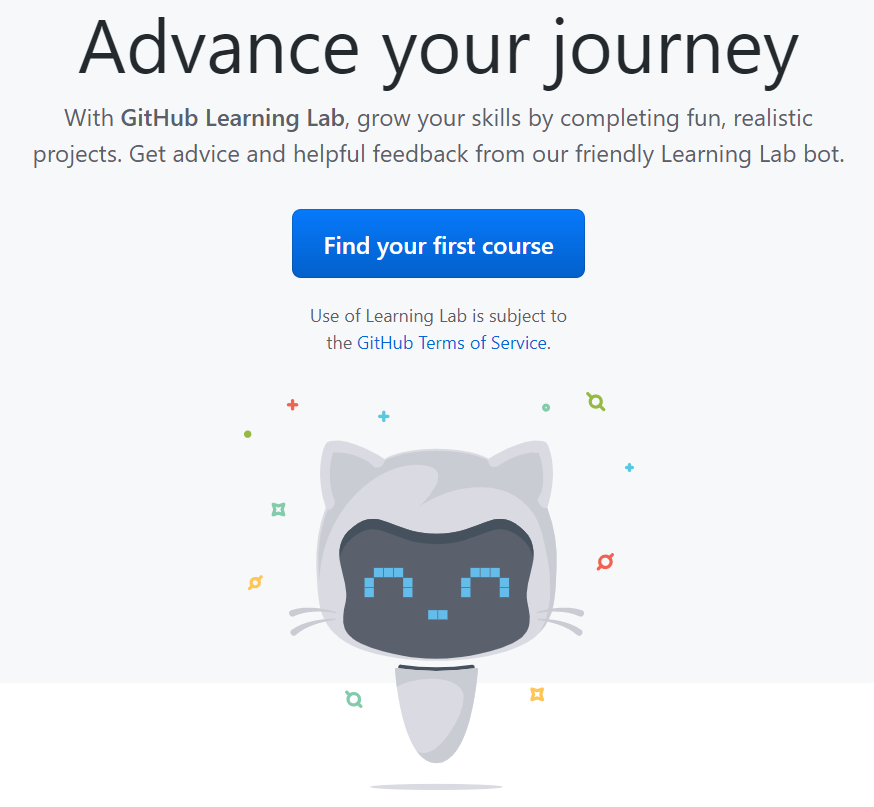 Advance your journey
With GitHub Learning Lab, grow your skills by completing fun, realistic
projects. Get advice and helpful feedback from our friendly Learning Lab bot.
Find your first course
Use of Learning Lab is subject to
the GitHub Terms of Service.